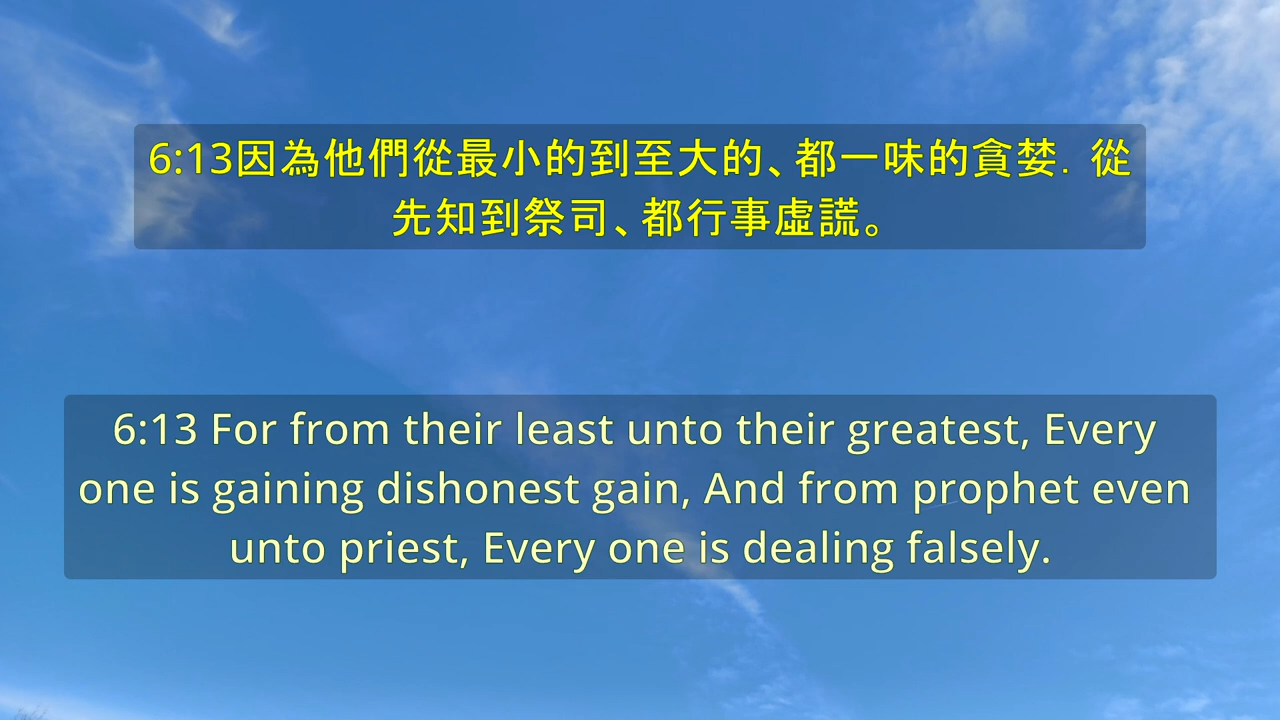 6:13因為他們從最小的到至大的、都一味的貪婪．從
先知到祭司、都行事虛謊。
6:13 For from their least unto their greatest, Every
one is gaining dishonest gain, And from prophet even
unto priest, Every one is dealing falsely.